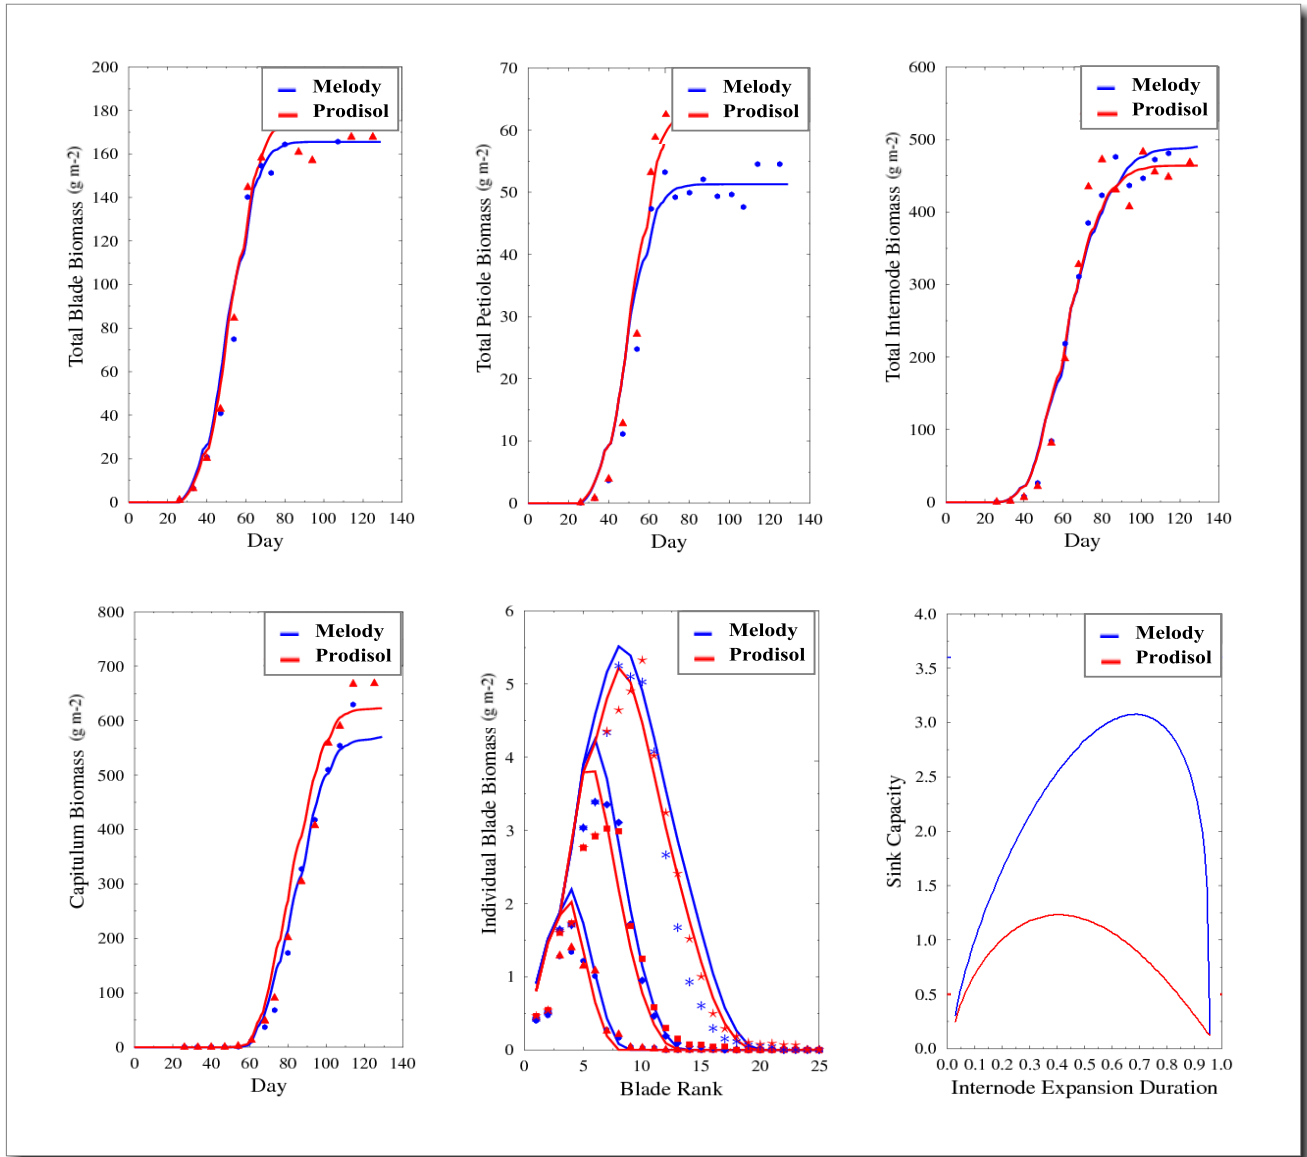 200
180
160
140
120
100
80
60
40
20
0
0 20 40 60 80 100 120 140
Day
Total Blade Biomass (g m-2)
Melody
Prodisol
70
60
50
40
30
20
10
0
0 20 40 60 80 100 120 140
Day
Total Petiole Biomass (g m-2)
Melody
Prodisol
600
500
400
300
200
100
0
0 20 40 60 80 100 120 140
Day
Total Internode Biomass (g m-2)
Melody
Prodisol
800
700
600
500
400
300
200
100
0
0 20 40 60 80 100 120 140
Day
Capitulum Biomass (g m-2)
Melody
Prodisol
6
5
4
3
2
1
0
0 5 10 15 20 25
Blade Rank
Individual Blade Biomass (g m-2)
Melody
Prodisol
4.0
3.5
3.0
2.5
2.0
1.5
1.0
0.5
0.0
0.0 0.1 0.2 0.3 0.4 0.5 0.6 0.7 0.8 0.9 1.0
Internode Expansion Duration
Sink Capacity
Melody
Prodisol